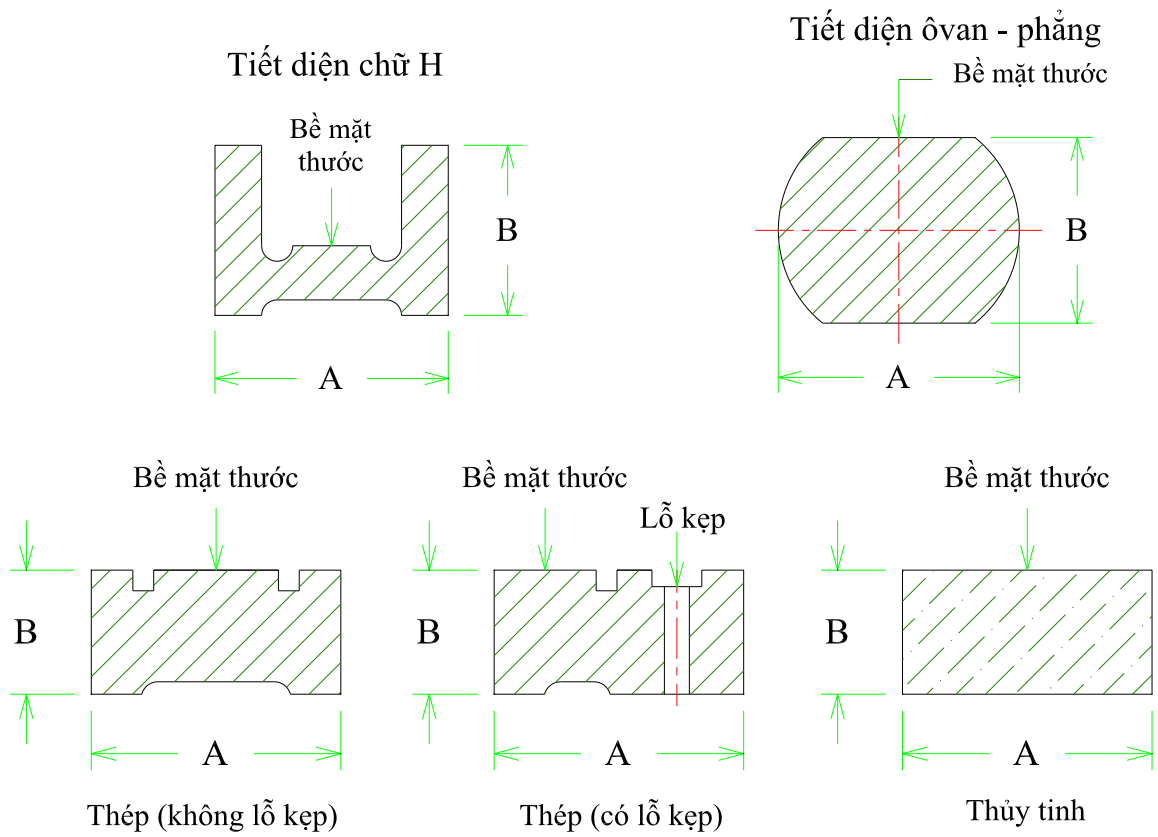 Tiết diện chữ H
Bề mặt
thước
B
A
Tiết diện ôvan - phẳng
Bề mặt thước
B
A
Bề mặt thước
B
A
Thép (không lỗ kẹp)
Bề mặt thước
Lỗ kẹp
B
A
Thép (có lỗ kẹp)
Bề mặt thước
B
A
Thủy tinh